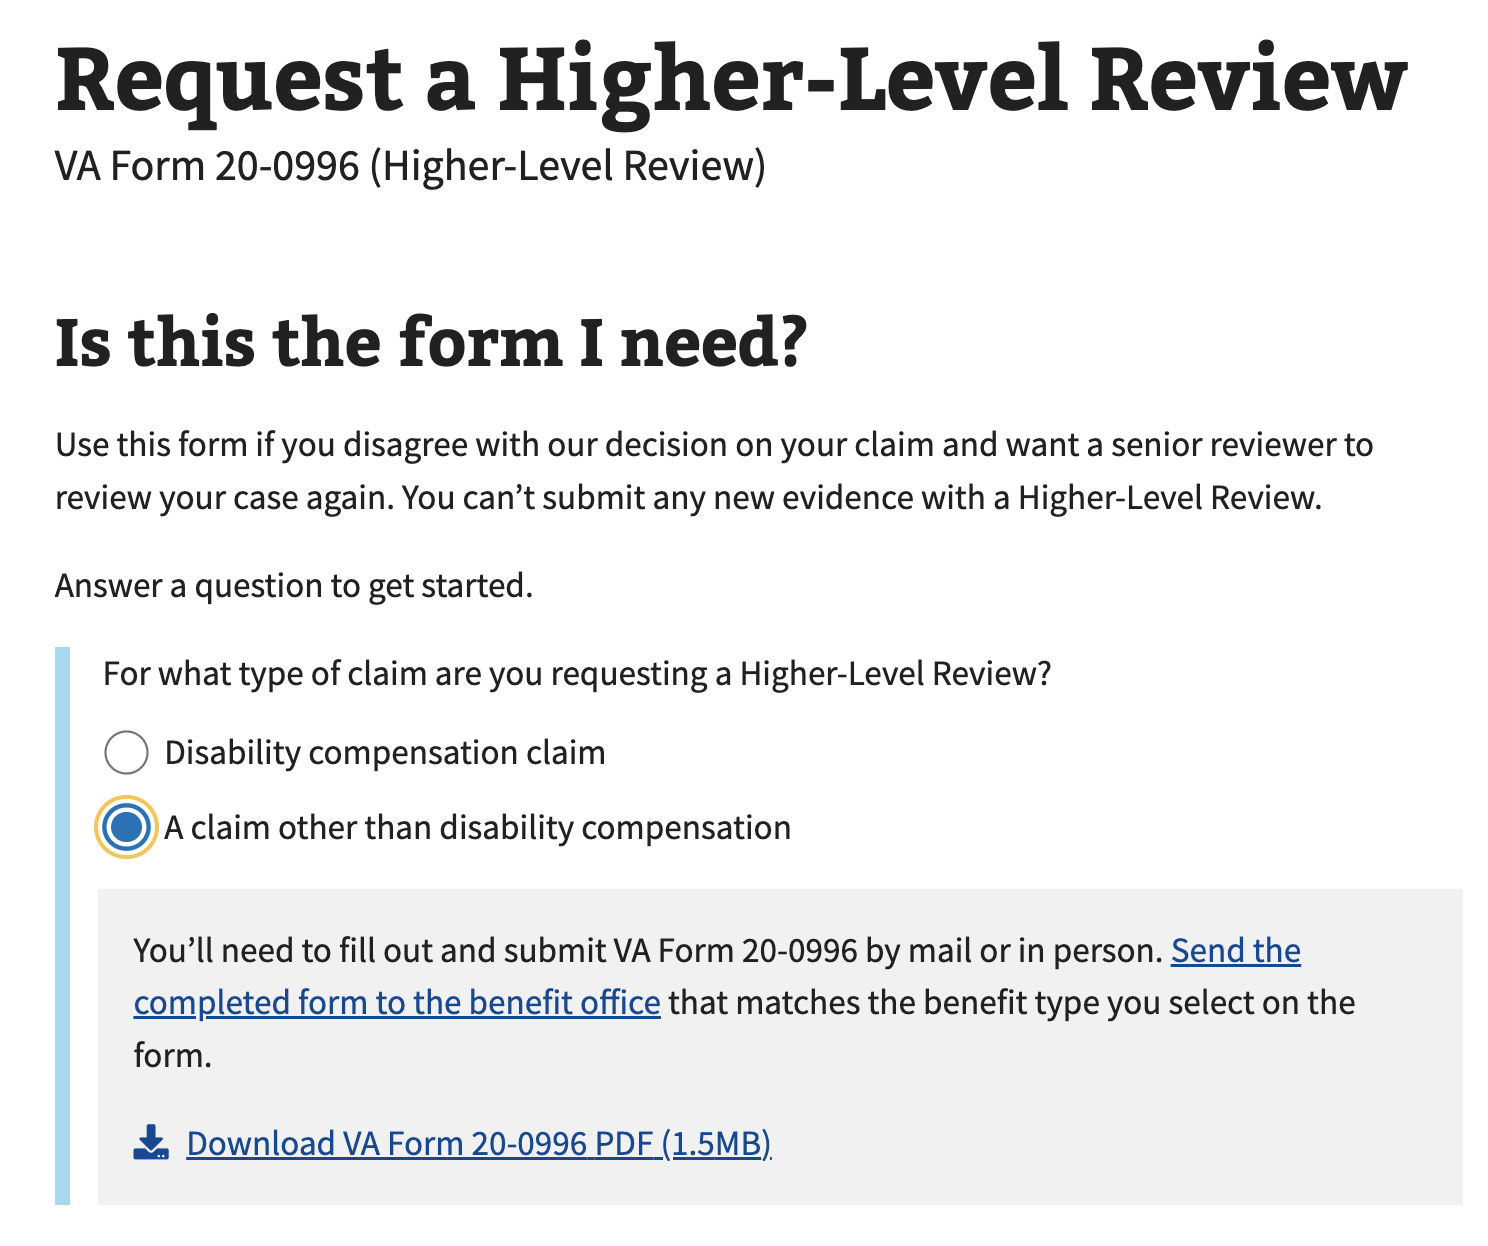 Request a Higher-Level Review
VA Form 20-0996 (Higher-Level Review)
Is this the form I need?
Use this form if you disagree with our decision on your claim and want a senior reviewer to
review your case again. You can’t submit any new evidence with a Higher-Level Review.
Answer a question to get started.
For what type of claim are you requesting a Higher-Level Review?
Disability compensation claim
A claim other than disability compensation
You’ll need to fill out and submit VA Form 20-0996 by mail or in person. Send the
completed form to the benefit office that matches the benefit type you select on the
form.
Download VA Form 20-0996 PDF (1.5MB)